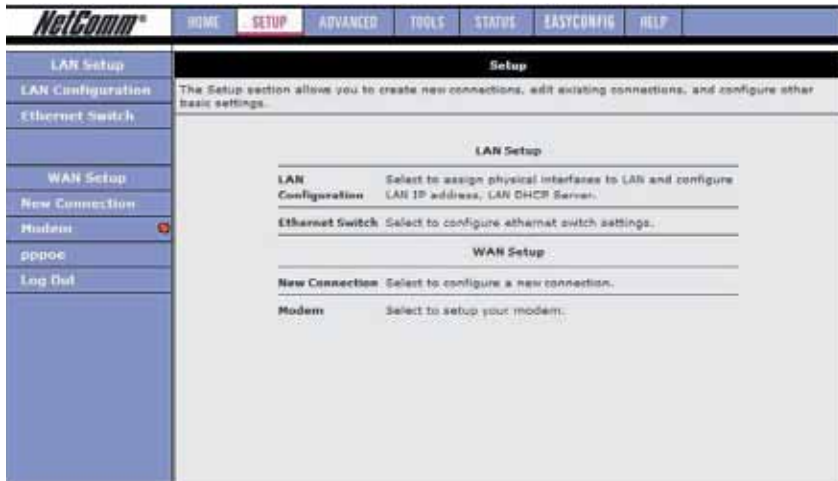 NetComm®
HOME SETUP ADVANCED TOOLS STATUS EASYCONFIG HELP
LAN Setup
LAN Configuration
Ethernet Switch
WAN Setup
New Connection
Modem
pppoe
Log Out
Setup
The Setup section allows you to create new connections, edit existing connections, and configure other
basic settings.
LAN Setup
LAN Configuration Select to assign physical interfaces to LAN and configure
LAN IP address, LAN DHCP Server.
Ethernet Switch Select to configure ethernet switch settings.
WAN Setup
New Connection Select to configure a new connection.
Modem Select to setup your modem.